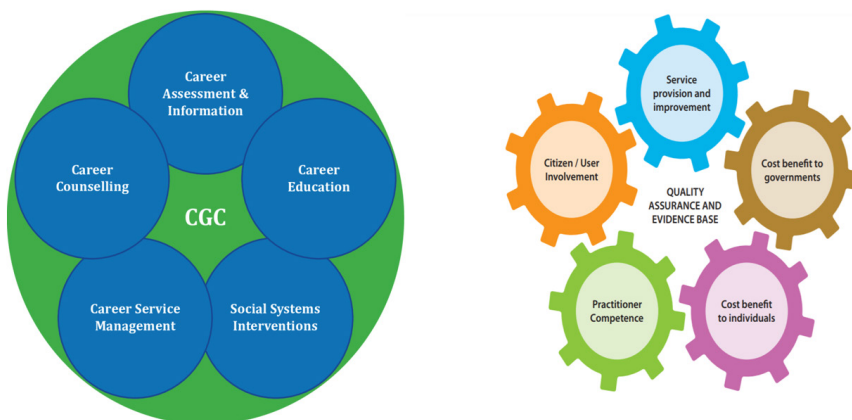 Career
Assessment &
Information
Career
Counselling
Career
Education
CGC
Career Service
Management
Social Systems
Interventions
Service
provision and
improvement
Citizen / User
Involvement
Cost benefit to
governments
QUALITY
ASSURANCE AND
EVIDENCE BASE
Practitioner
Competence
Cost benefit
to individuals